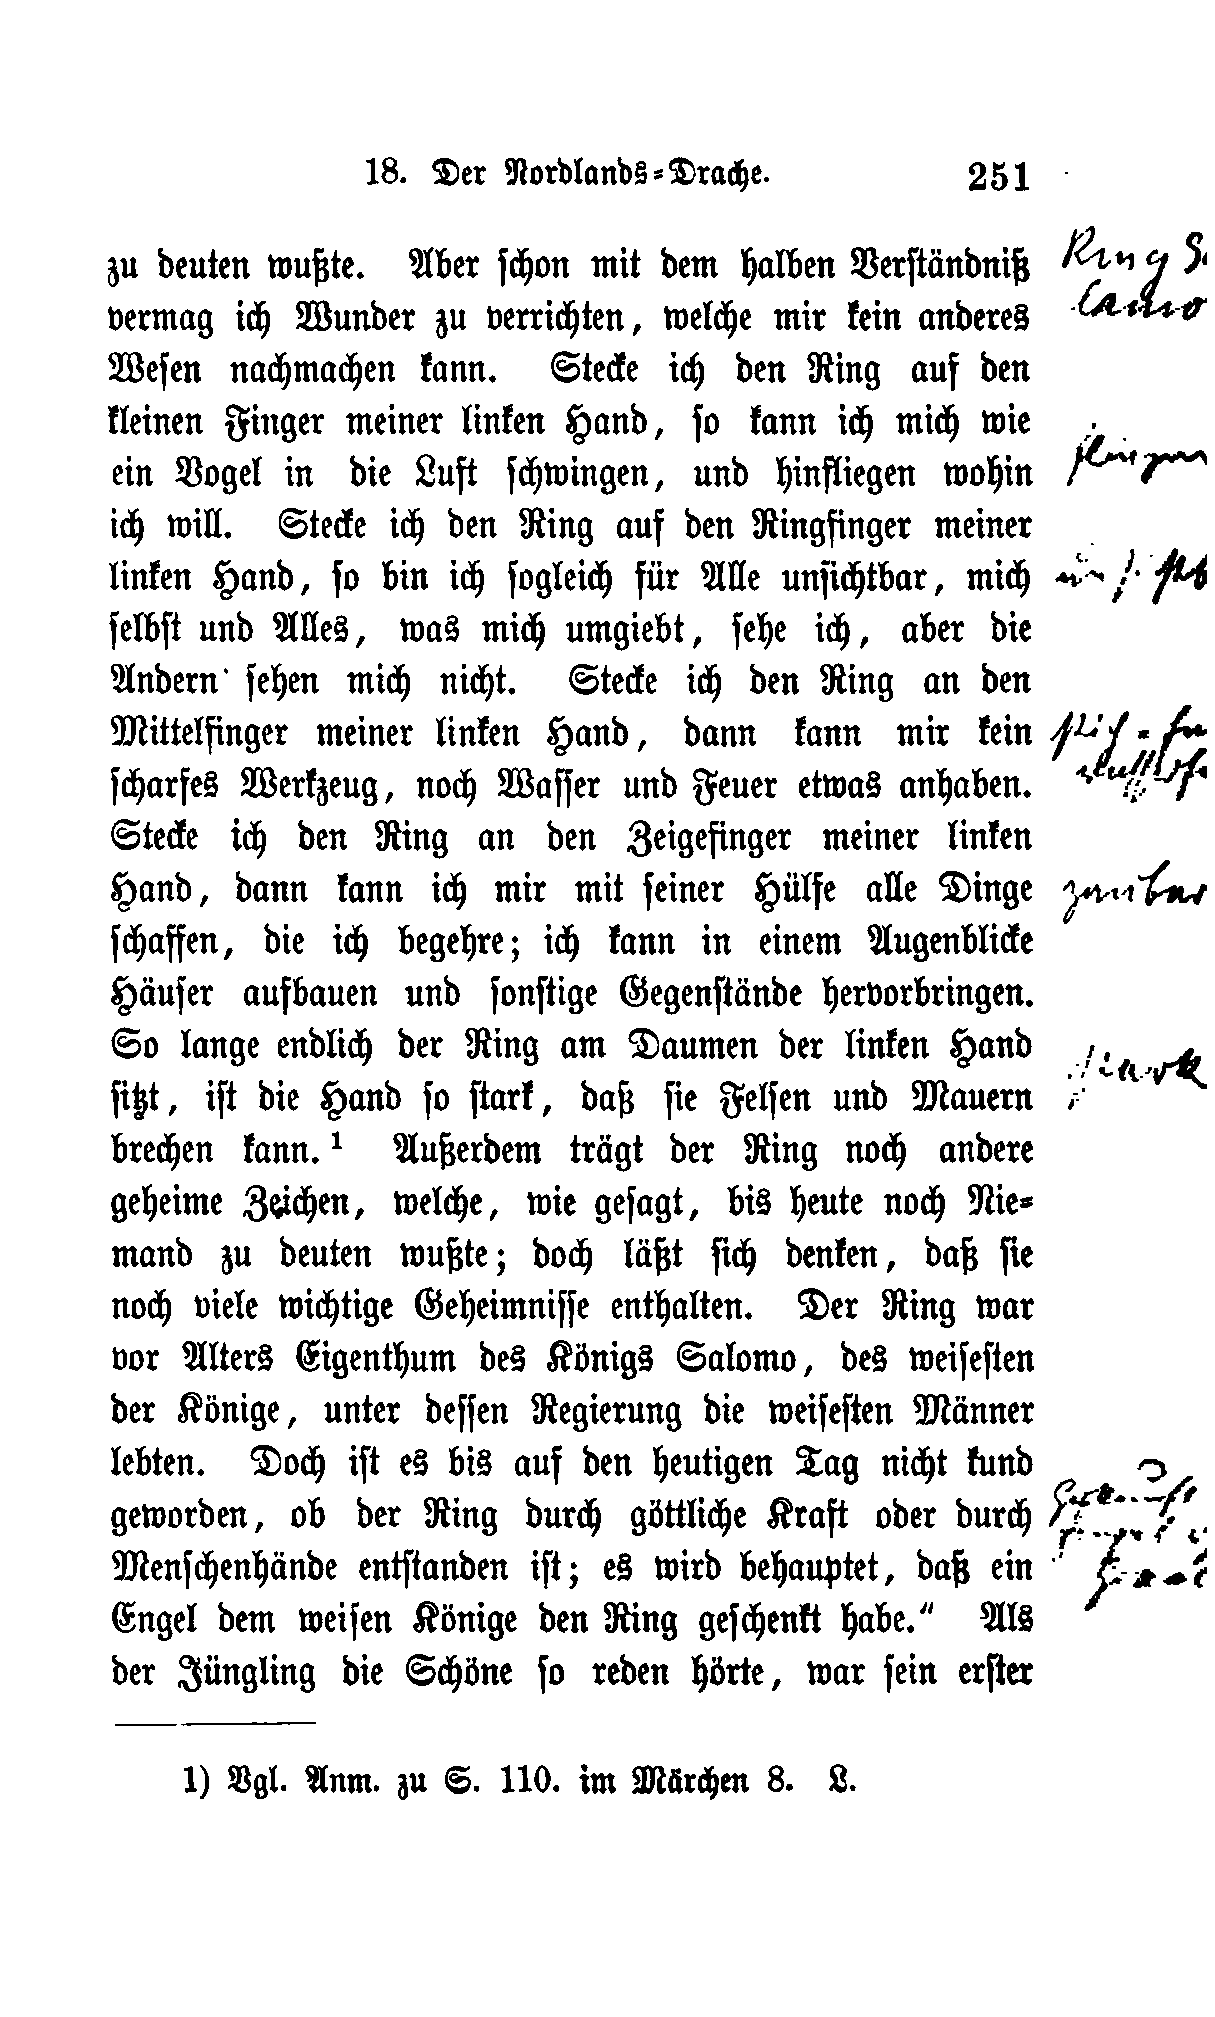 18. Der Nordlands-Drache. 251
zu deuten wußte. Aber schon mit dem halben Verständniß
vermag ich Wunder zu verrichten, welche mir kein anderes
Wesen nachmachen kann. Stecke ich den Ring auf den
kleinen Finger meiner linken Hand, so kann ich mich wie
ein Vogel in die Luft schwingen, und hinfliegen wohin
ich will. Stecke ich den Ring auf den Ringfinger meiner
linken Hand, so bin ich sogleich für Alle unsichtbar, mich
selbst und Alles, was mich umgiebt, sehe ich, aber die
Andern sehen mich nicht. Stecke ich den Ring an den
Mittelfinger meiner linken Hand, dann kann mir kein
scharfes Werkzeug, noch Wasser und Feuer etwas anhaben.
Stecke ich den Ring an den Zeigefinger meiner linken
Hand, dann kann ich mir mit seiner Hülfe alle Dinge
schaffen, die ich begehre; ich kann in einem Augenblicke
Häuser aufbauen und sonstige Gegenstände hervorbringen.
So lange endlich der Ring am Daumen der linken Hand
sitzt, ist die Hand so stark, daß sie Felsen und Mauern
brechen kann.¹ Außerdem trägt der Ring noch andere
geheime Zeichen, welche, wie gesagt, bis heute noch Nie-
mand zu deuten wußte; doch läßt sich denken, daß sie
noch viele wichtige Geheimnisse enthalten. Der Ring war
vor Alters Eigenthum des Königs Salomo, des weisesten
der Könige, unter dessen Regierung die weisesten Männer
lebten. Doch ist es bis auf den heutigen Tag nicht kund
geworden, ob der Ring durch göttliche Kraft oder durch
Menschenhände entstanden ist; es wird behauptet, daß ein
Engel dem weisen Könige den Ring geschenkt habe.“ Als
der Jüngling die Schöne so reden hörte, war sein erster
1) Vgl. Anm. zu S. 110. im Märchen 8. L.
Ring S
lamo